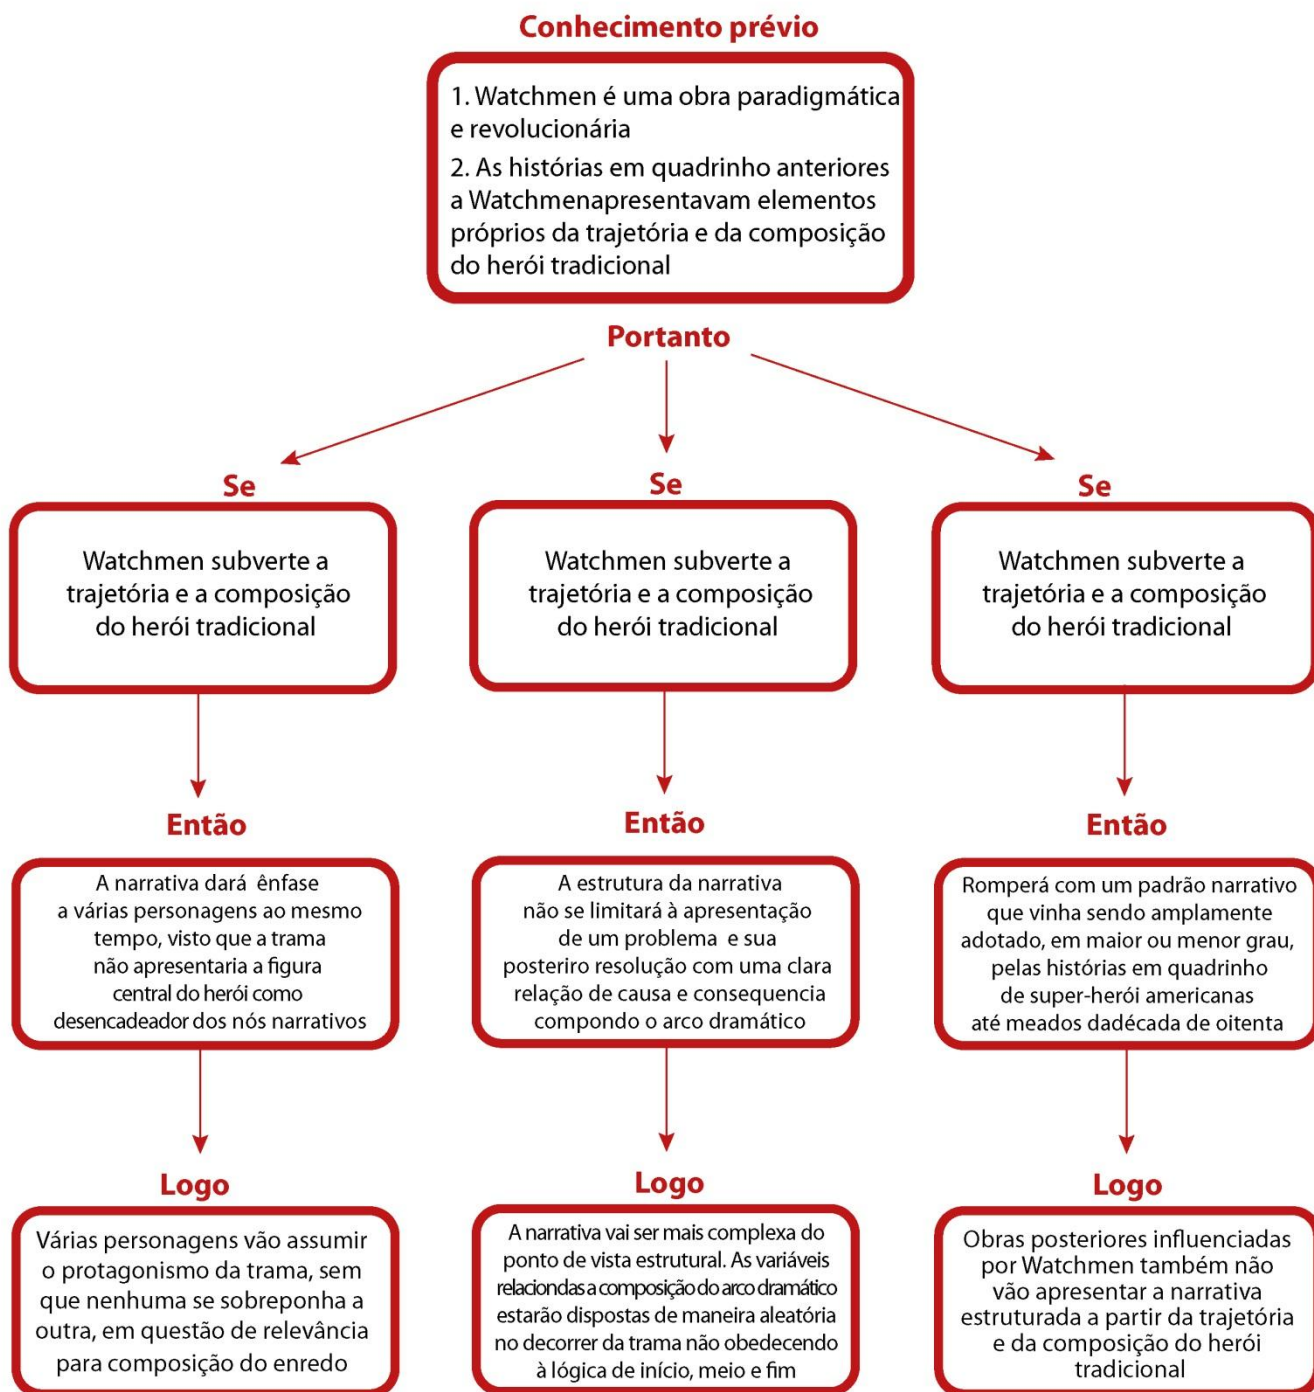 Conhecimento prévio
1. Watchmen é uma obra paradigmática
e revolucionária
2. As histórias em quadrinho anteriores
a Watchmenapresentavam elementos
próprios da trajetória e da composição
do herói tradicional
Portanto
Se
Watchmen subverte a
trajetória e a composição
do herói tradicional
Então
A narrativa dará ênfase
a várias personagens ao mesmo
tempo, visto que a trama
não apresentaria a figura
central do herói como
desencadeador dos nós narrativos
Logo
Várias personagens vão assumir
o protagonismo da trama, sem
que nenhuma se sobreponha a
outra, em questão de relevância
para composição do enredo
Se
Watchmen subverte a
trajetória e a composição
do herói tradicional
Então
A estrutura da narrativa
não se limitará à apresentação
de um problema e sua
posteriro resolução com uma clara
relação de causa e consequencia
compondo o arco dramático
Logo
A narrativa vai ser mais complexa do
ponto de vista estrutural. As variáveis
relaciondas a composição do arco dramático
estarão dispostas de maneira aleatória
no decorrer da trama não obedecendo
à lógica de início, meio e fim
Se
Watchmen subverte a
trajetória e a composição
do herói tradicional
Então
Romperá com um padrão narrativo
que vinha sendo amplamente
adotado, em maior ou menor grau,
pelas histórias em quadrinho
de super-herói americanas
até meados dadécada de oitenta
Logo
Obras posteriores influenciadas
por Watchmen também não
vão apresentar a narrativa
estruturada a partir da trajetória
e da composição do herói
tradicional